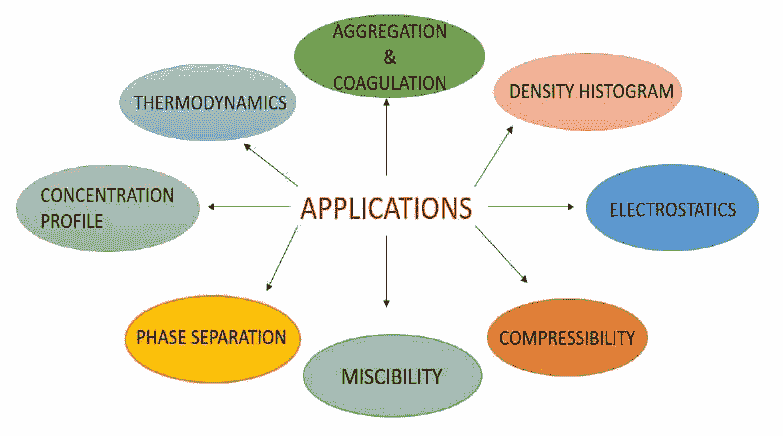 AGGREGATION
&
COAGULATION
THERMODYNAMICS
DENSITY HISTOGRAM
CONCENTRATION
PROFILE
APPLICATIONS
ELECTROSTATICS
PHASE SEPARATION
MISCIBILITY
COMPRESSIBILITY